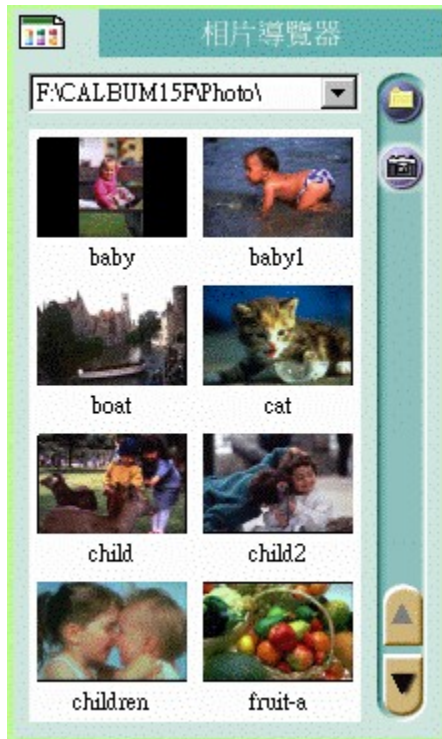 相片導覽器
F:\CALBUM15F\Photo\
baby
baby1
boat
cat
child
child2
children
fruit-a